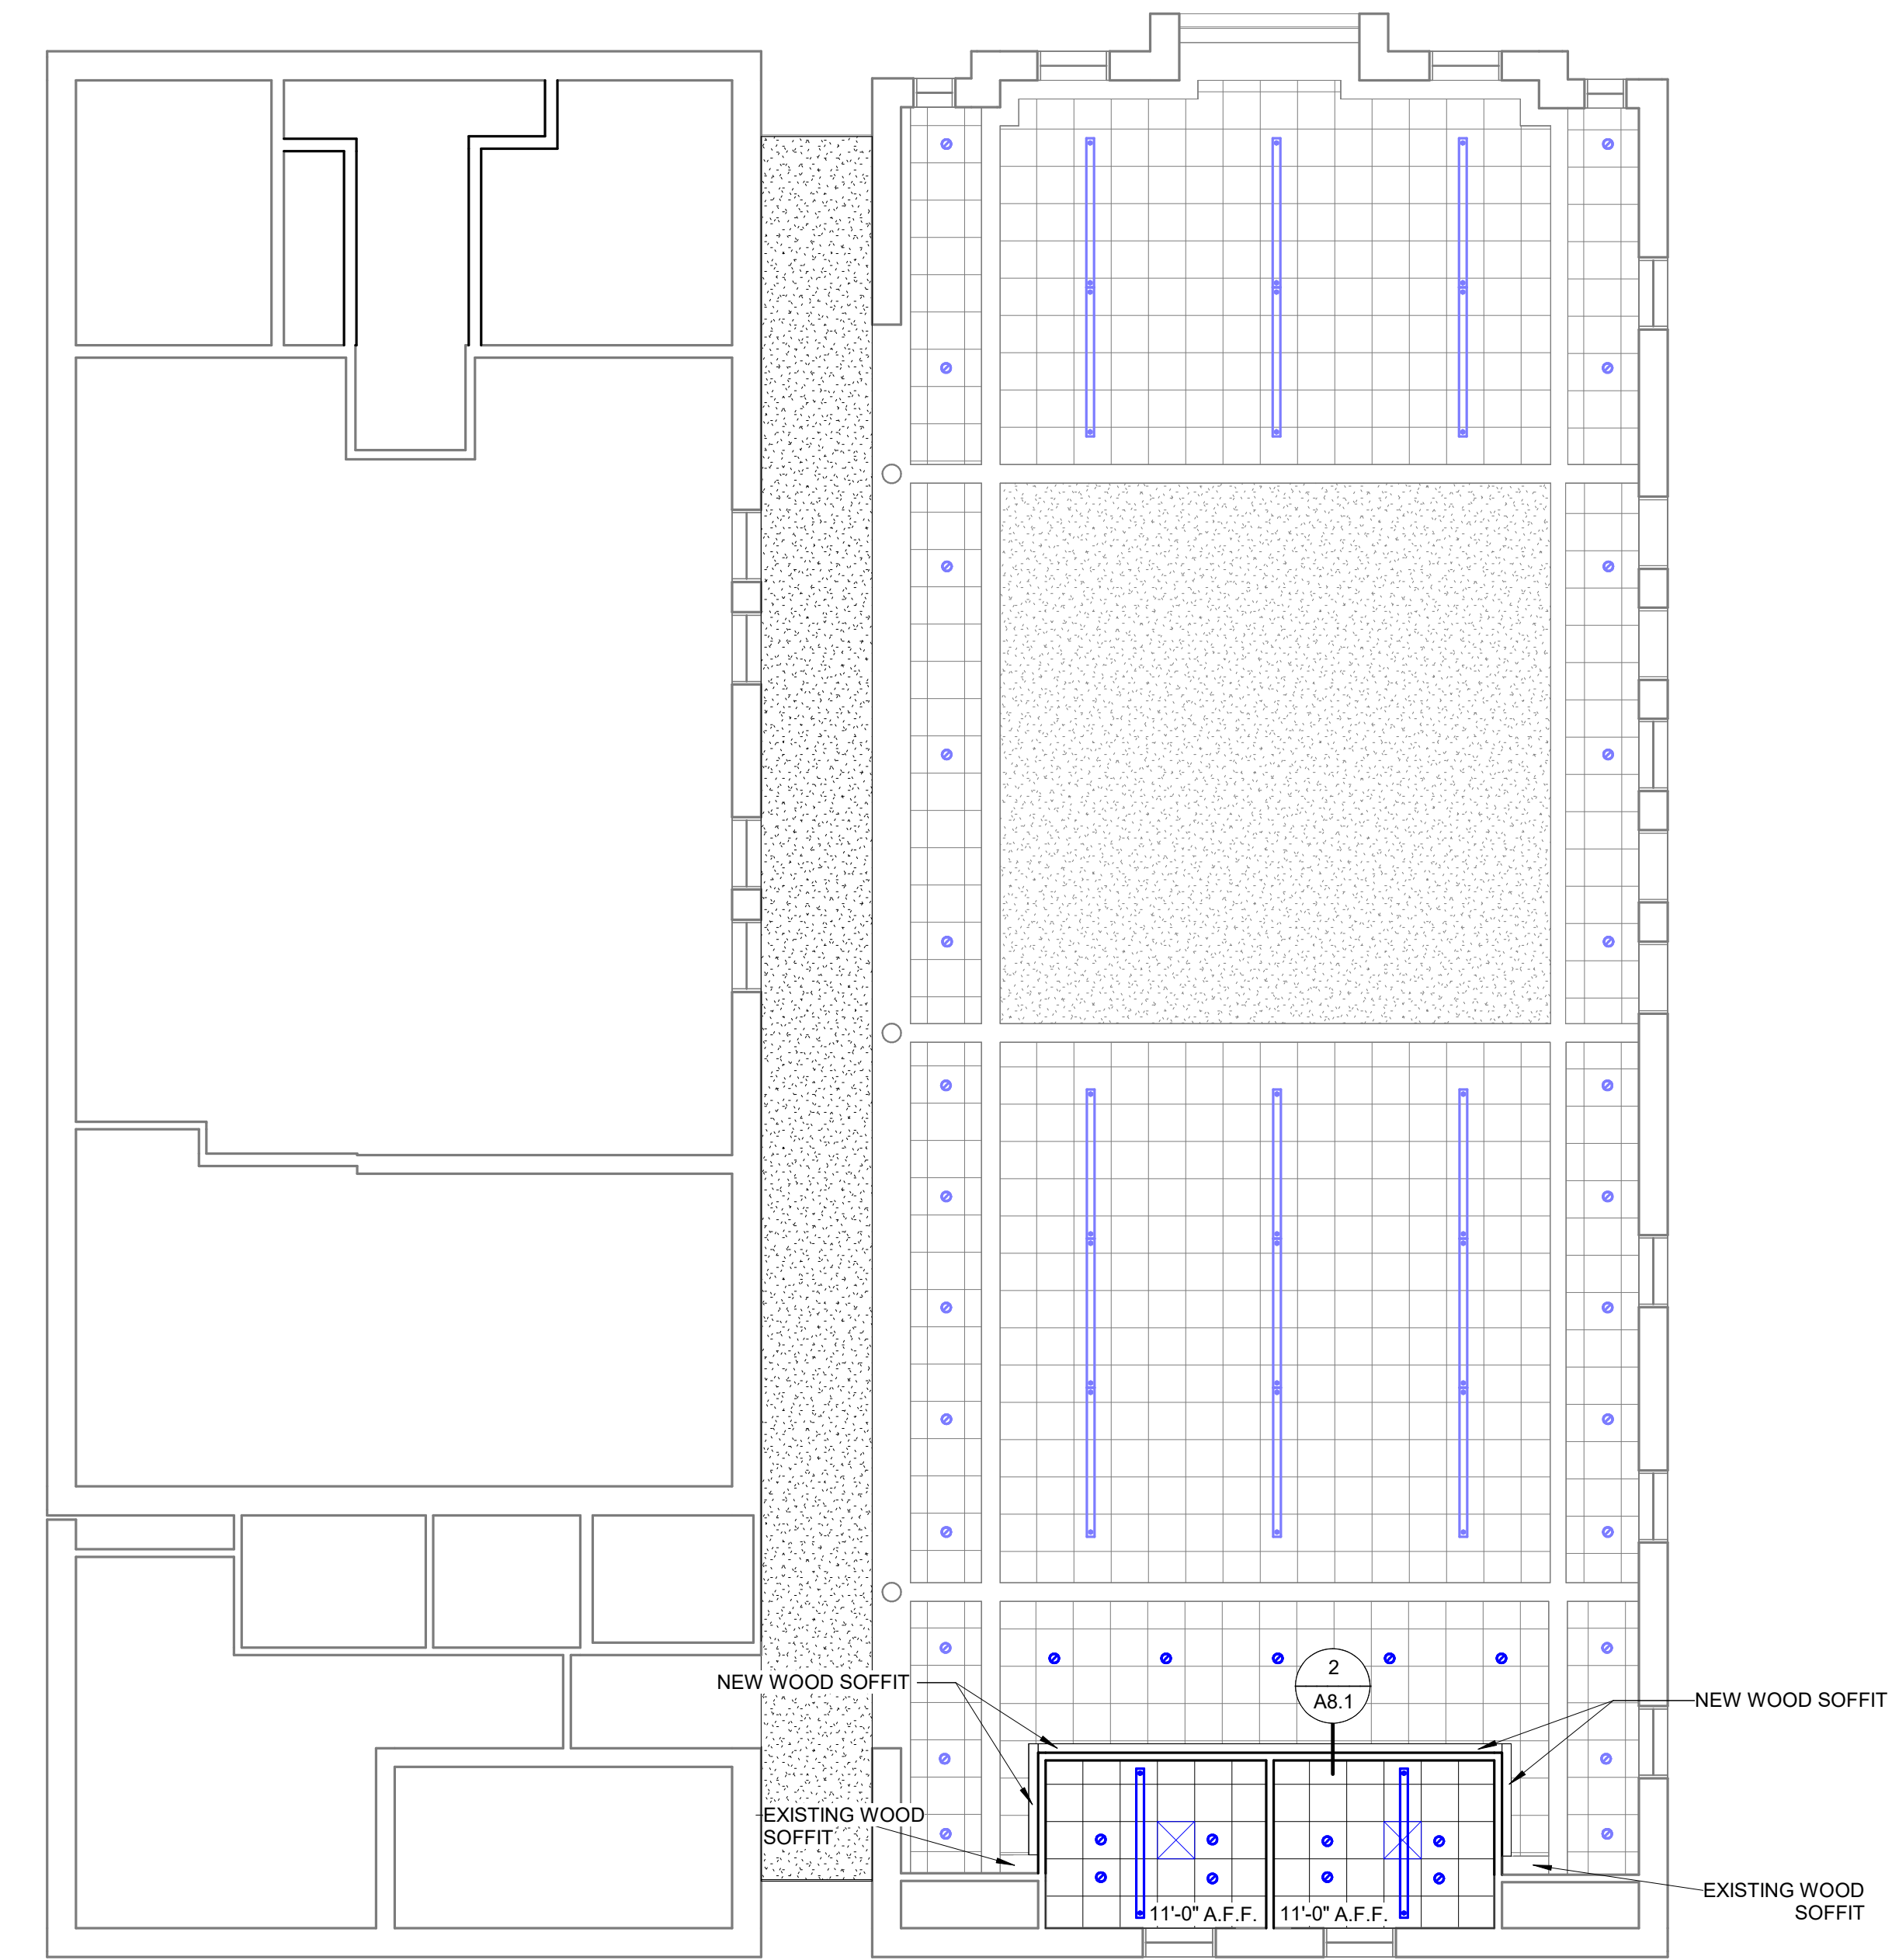 NEW WOOD SOFFIT
2
A8.1
NEW WOOD SOFFIT
EXISTING WOOD
SOFFIT
EXISTING WOOD
SOFFIT
11'-0" A.F.F.
11'-0" A.F.F.